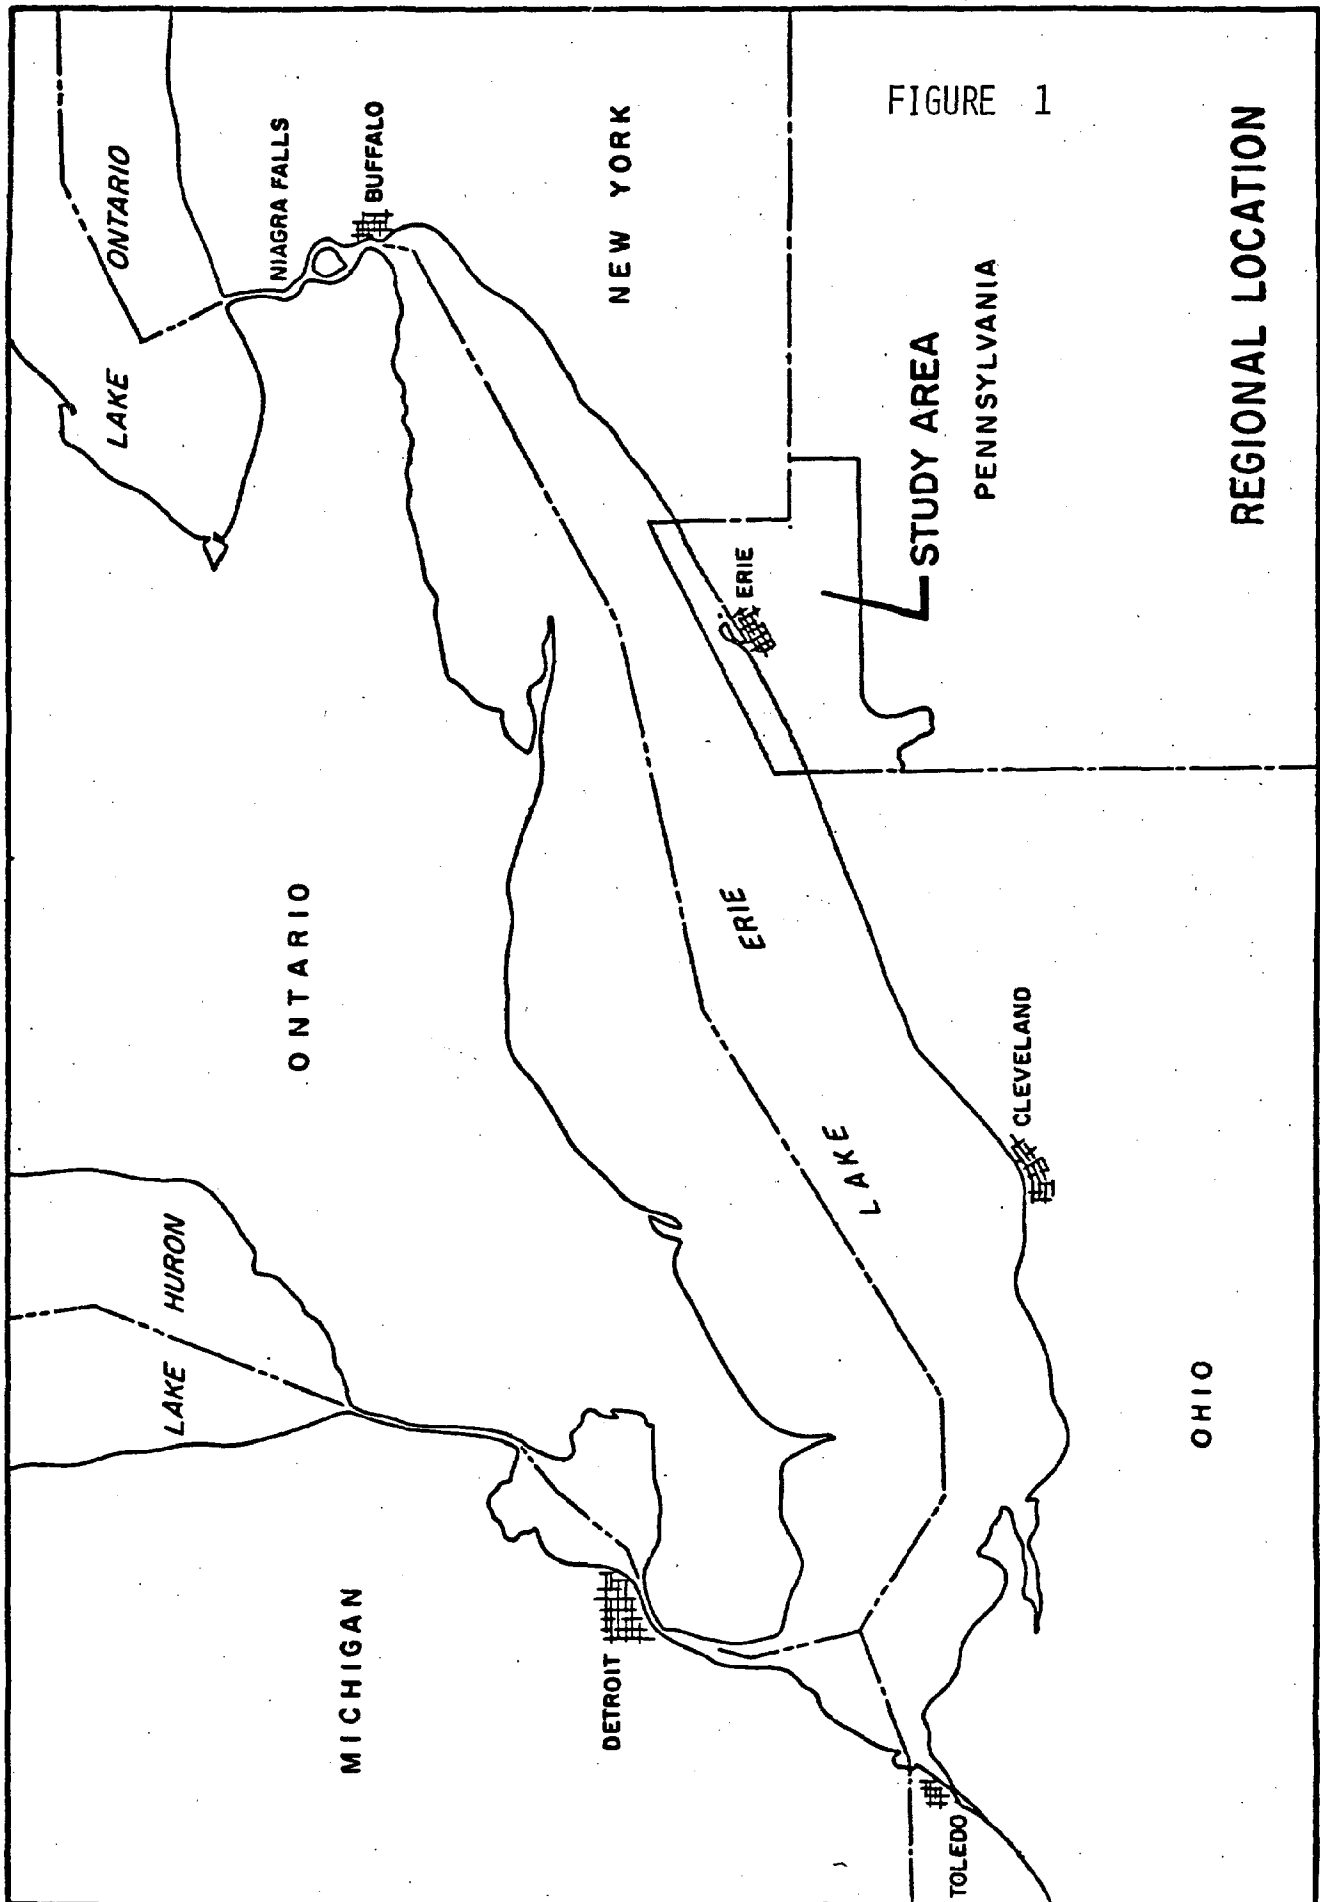 FIGURE 1
REGIONAL LOCATION
LAKE ONTARIO
NIAGRA FALLS
BUFFALO
NEW YORK
ONTARIO
LAKE HURON
MICHIGAN
DETROIT
LAKE ERIE
ERIE
STUDY AREA
PENNSYLVANIA
CLEVELAND
OHIO
TOLEDO